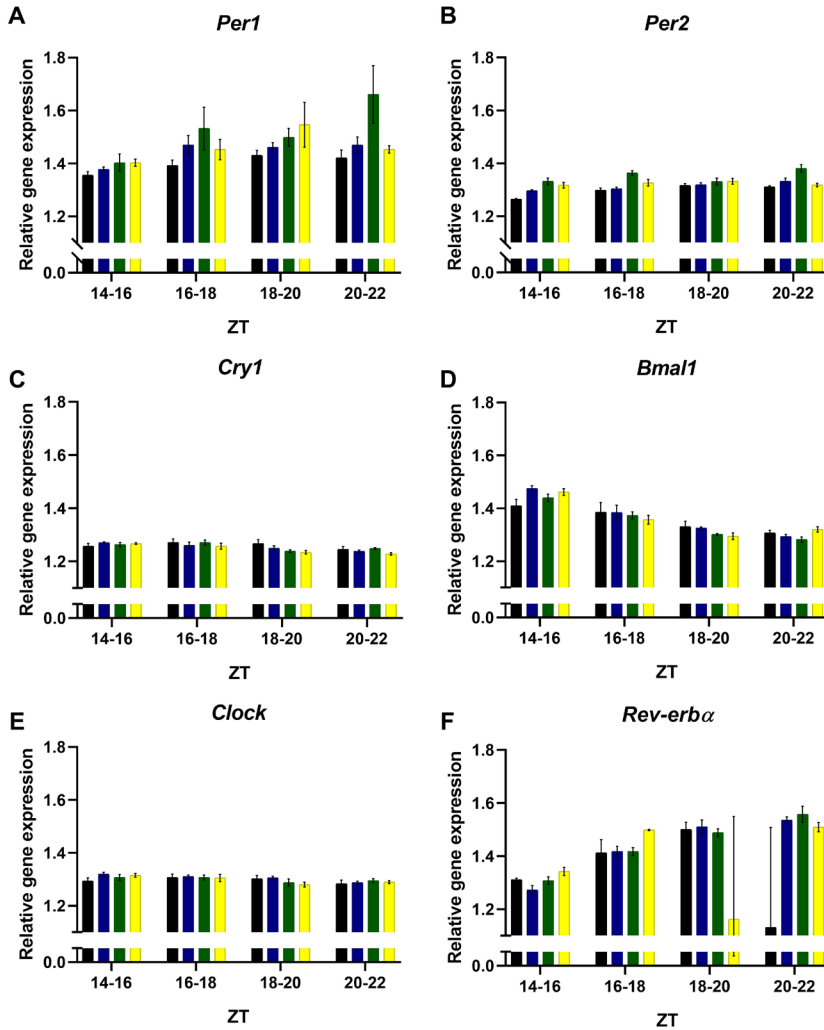 A
Per1
Relative gene expression
1.8
1.6
1.4
1.2
0.0
14-16 16-18 18-20 20-22
ZT
B
Per2
Relative gene expression
1.8
1.6
1.4
1.2
0.0
14-16 16-18 18-20 20-22
ZT
C
Cry1
Relative gene expression
1.8
1.6
1.4
1.2
0.0
14-16 16-18 18-20 20-22
ZT
D
Bmal1
Relative gene expression
1.8
1.6
1.4
1.2
0.0
14-16 16-18 18-20 20-22
ZT
E
Clock
Relative gene expression
1.8
1.6
1.4
1.2
0.0
14-16 16-18 18-20 20-22
ZT
F
Rev-erbα
Relative gene expression
1.8
1.6
1.4
1.2
0.0
14-16 16-18 18-20 20-22
ZT